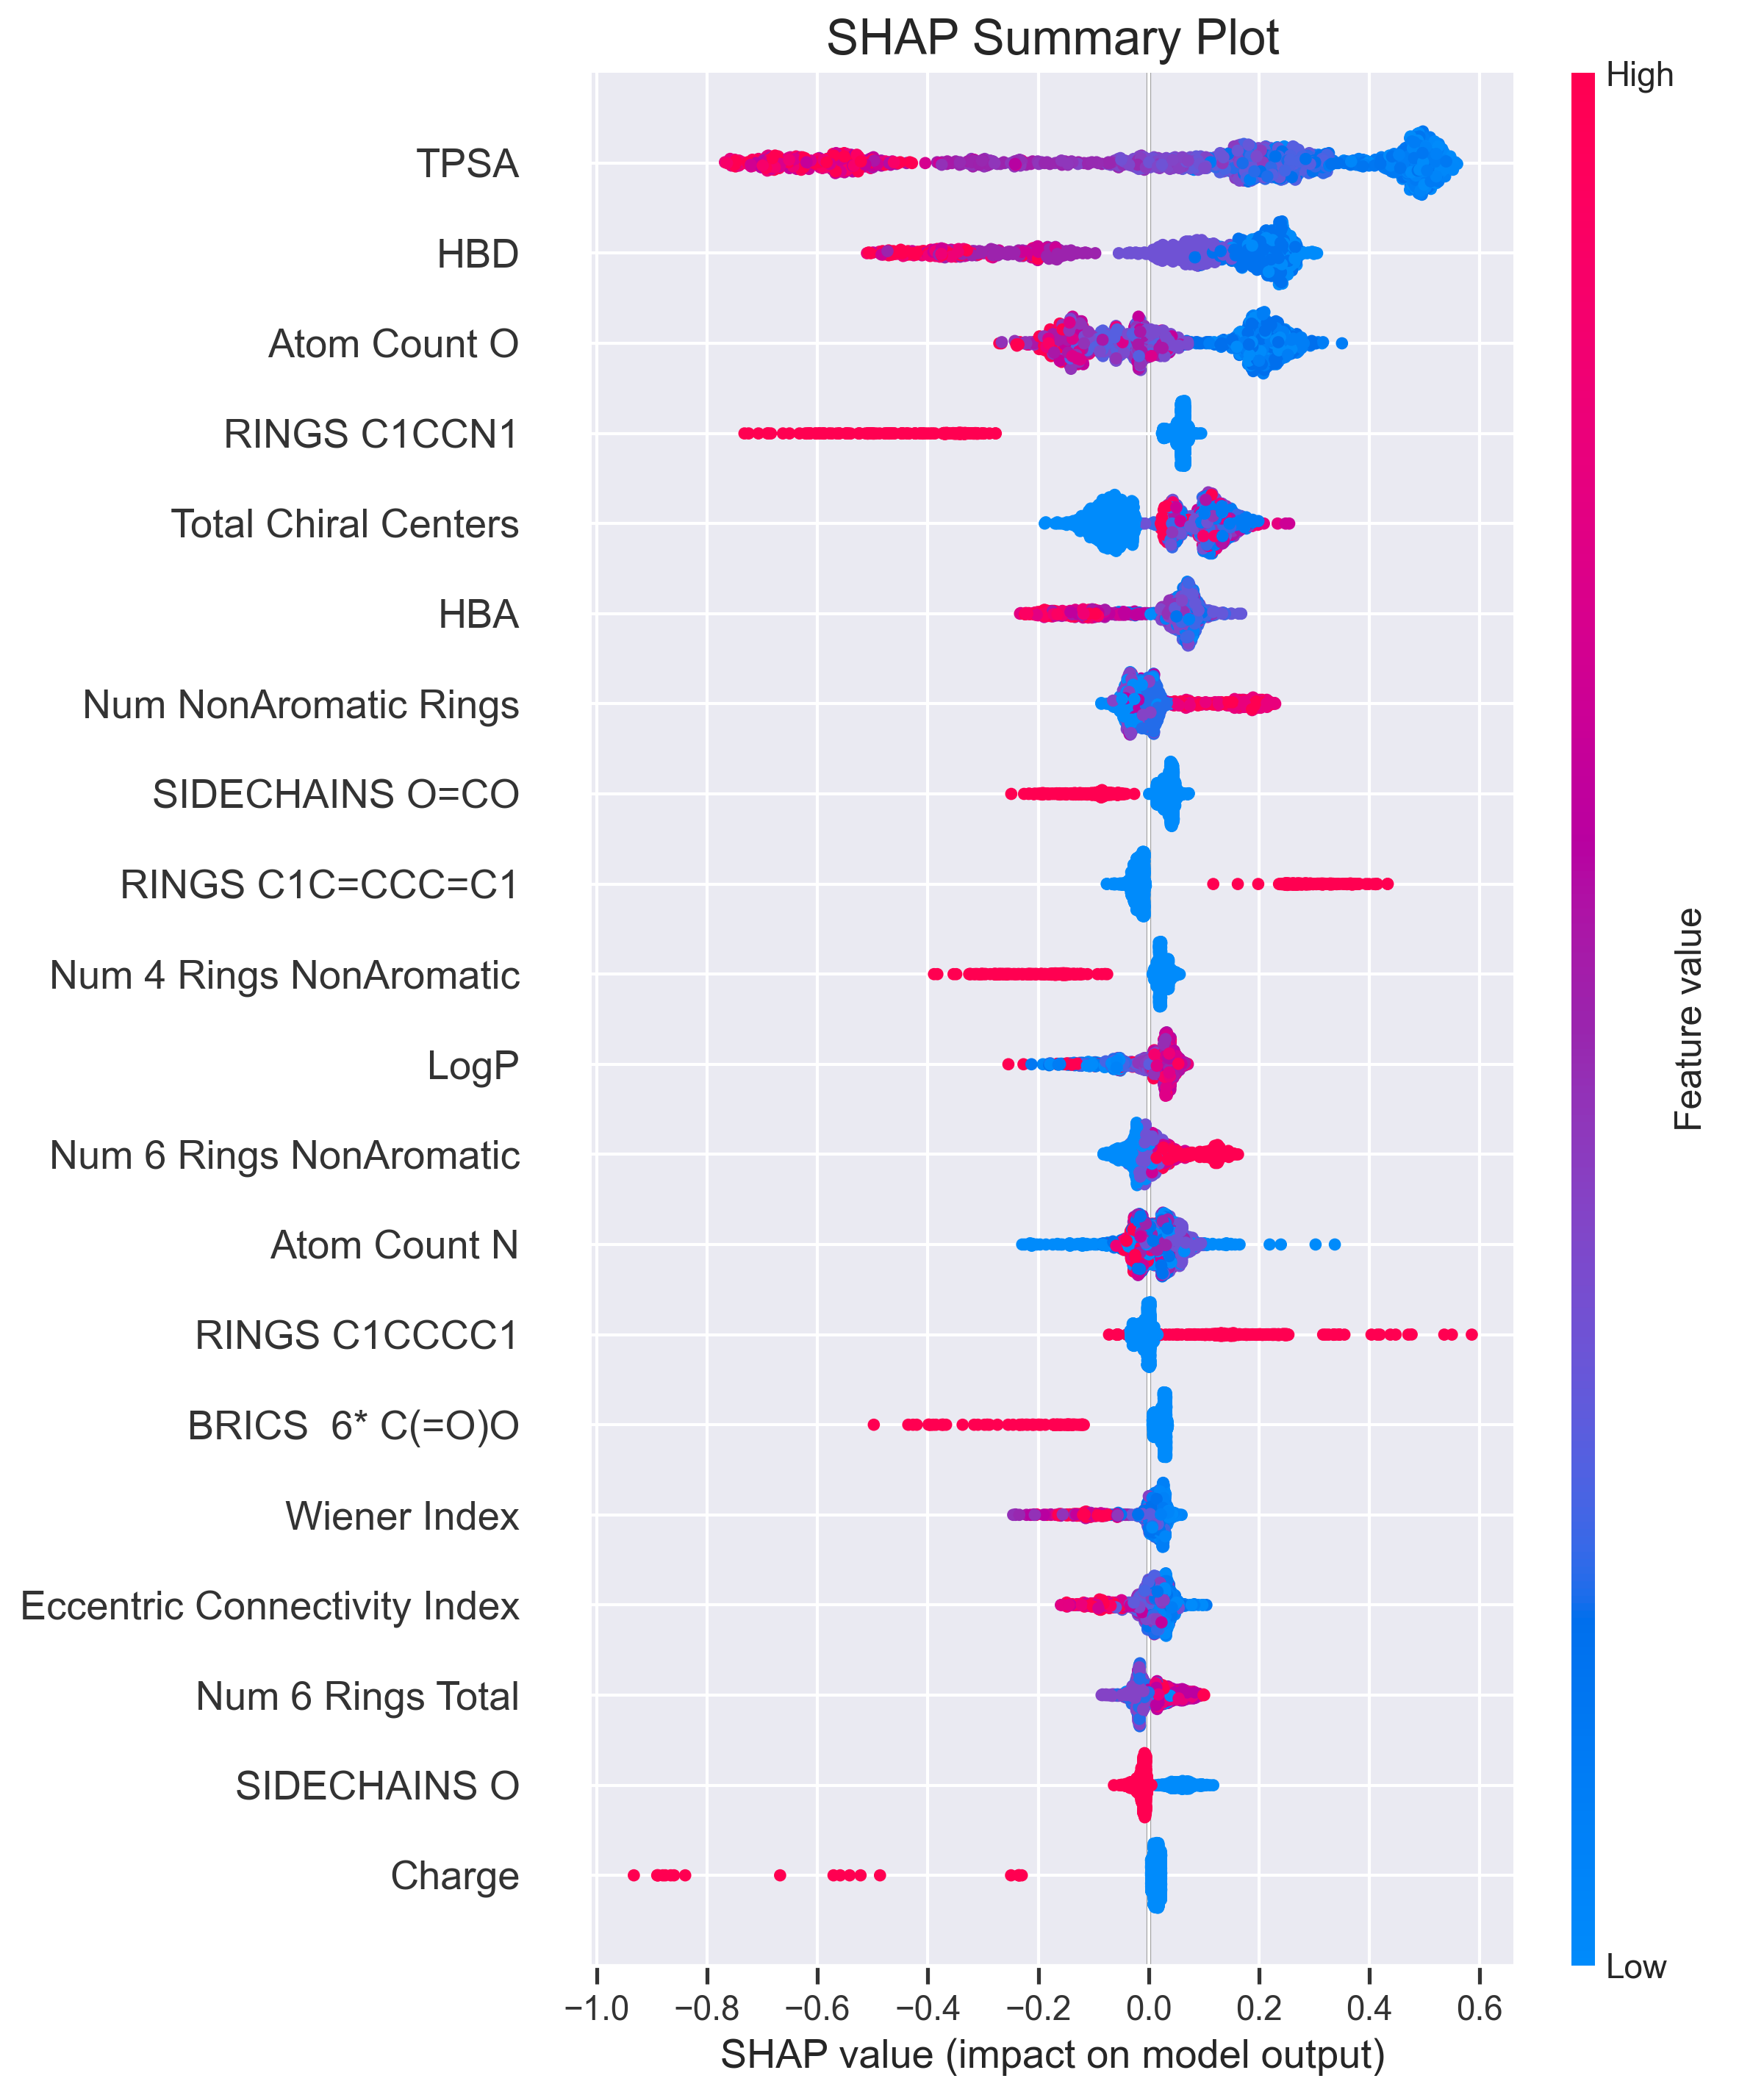 SHAP Summary Plot
High
TPSA
HBD
Atom Count O
RINGS C1CCN1
Total Chiral Centers
HBA
Num NonAromatic Rings
SIDECHAINS O=CO
RINGS C1C=CCC=C1
Num 4 Rings NonAromatic
LogP
Num 6 Rings NonAromatic
Atom Count N
RINGS C1CCCC1
BRICS  6* C(=O)O
Wiener Index
Eccentric Connectivity Index
Num 6 Rings Total
SIDECHAINS O
Charge
Feature value
Low
−1.0 −0.8 −0.6 −0.4 −0.2 0.0 0.2 0.4 0.6
SHAP value (impact on model output)